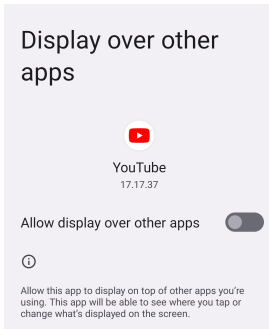 Display over other
apps
YouTube
17.17.37
Allow display over other apps
Allow this app to display on top of other apps you're
using. This app will be able to see where you tap or
change what's displayed on the screen.